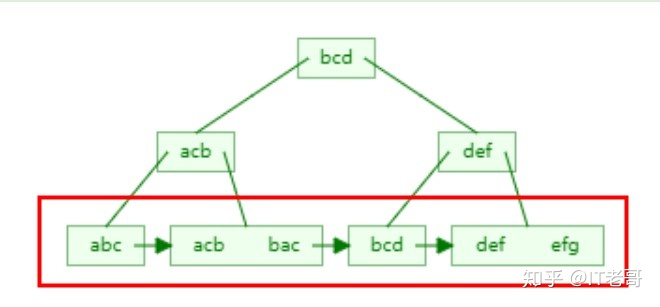 bcd
acb def
abc acb bac bcd def efg
知乎 @IT老哥